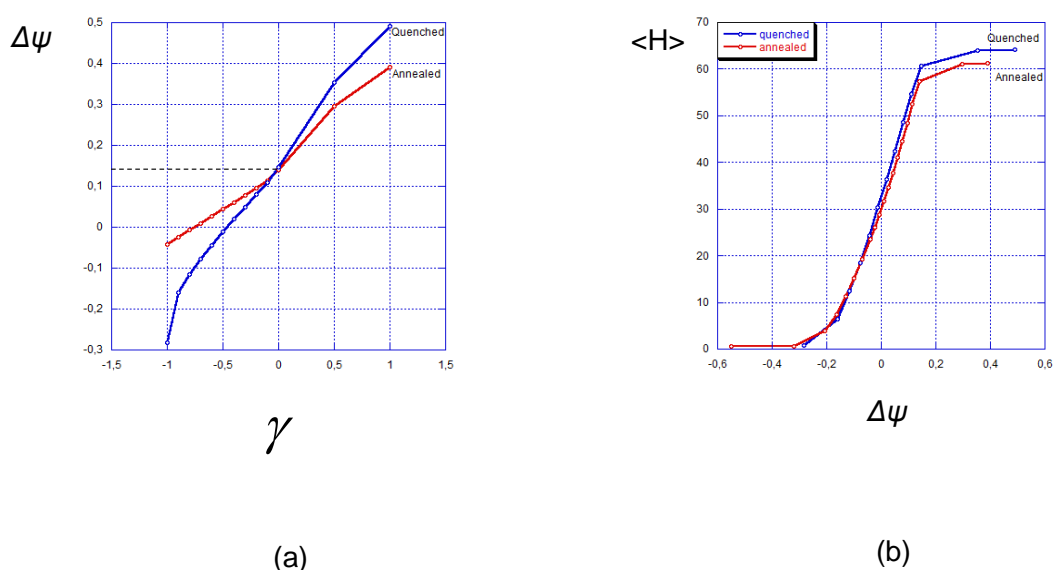 Δψ
0,5
0,4
0,3
0,2
0,1
0
-0,1
-0,2
-0,3
-1,5
-1
-0,5
0
0,5
1
1,5
Quenched
Annealed
γ
(a)
<H>
70
60
50
40
30
20
10
0
-0,6
-0,4
-0,2
0
0,2
0,4
0,6
quenched
annealed
Quenched
Annealed
Δψ
(b)